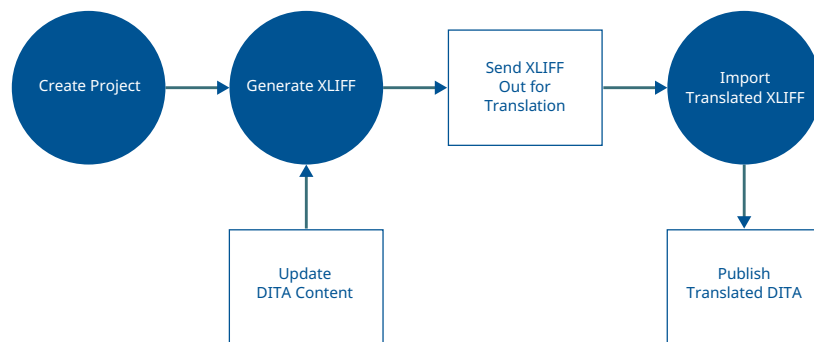 Create Project
Generate XLIFF
Send XLIFF
Out for
Translation
Import
Translated XLIFF
Update
DITA Content
Publish
Translated DITA